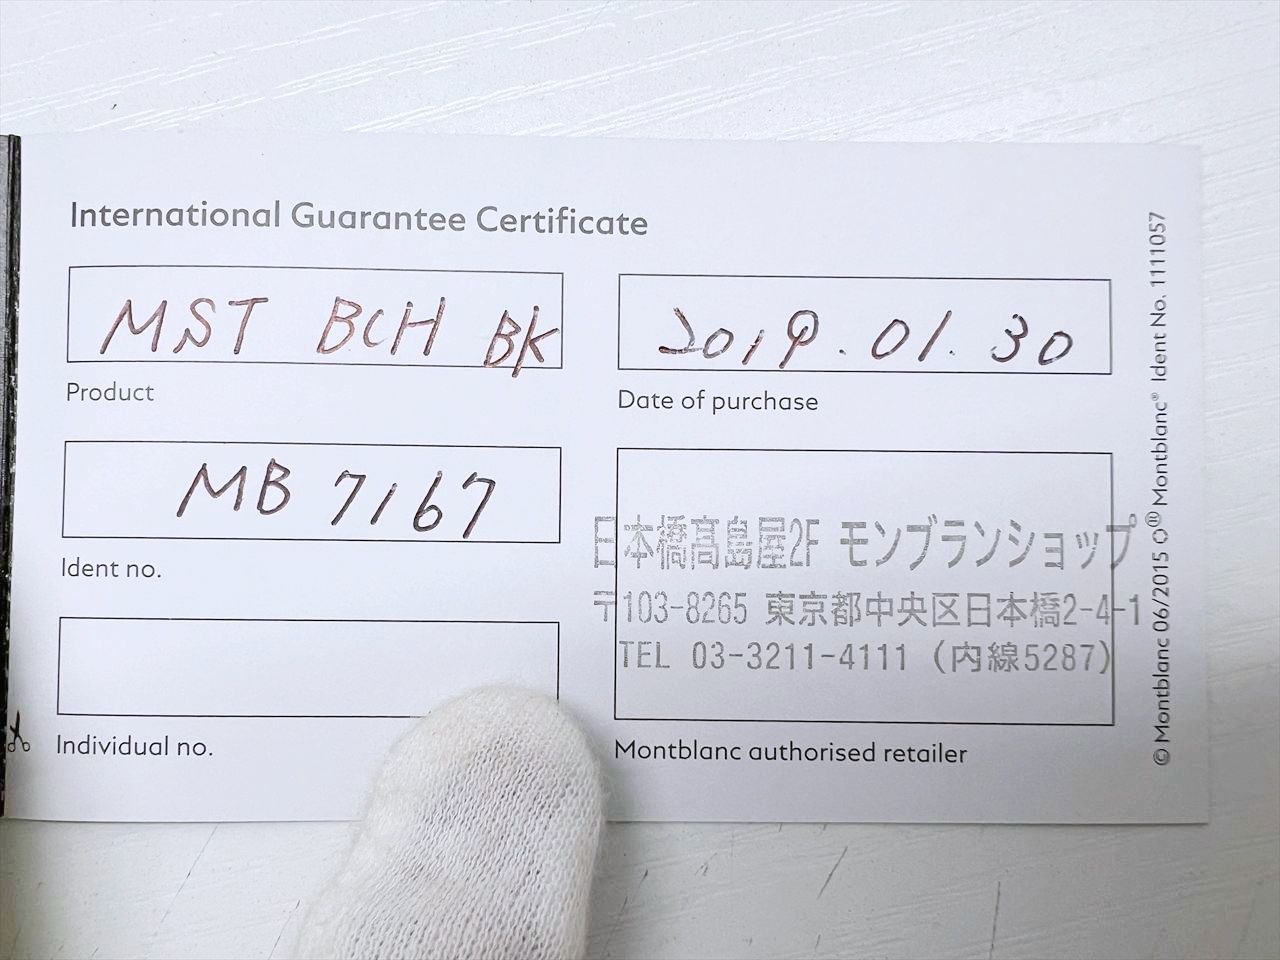 International Guarantee Certificate
MST BCH BK
Product
MB 7167
Ident no.
Individual no.
2019.01.30
Date of purchase
日本橋髙島屋2F モンブランショップ
〒103-8265 東京都中央区日本橋2-4-1
TEL 03-3211-4111 (内線5287)
Montblanc authorised retailer
© Montblanc 06/2015 Montblanc® Ident No. 1111057